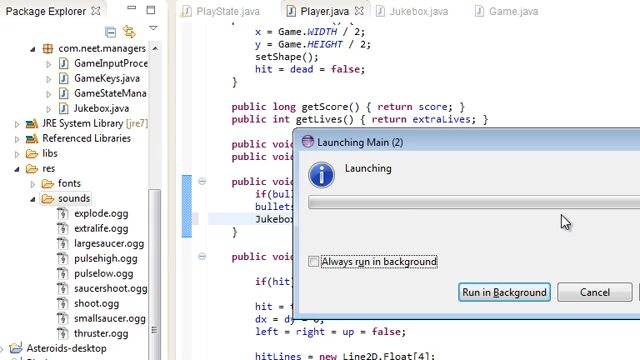 Package Explorer
PlayState.java
Player.java
Jukebox.java
Game.java
com.neet.managers
GameInputProce
GameKeys.java
GameStateMana
Jukebox.java
JRE System Library [jre7]
Referenced Libraries
libs
res
fonts
sounds
explode.ogg
extralife.ogg
largesaucer.ogg
pulsehigh.ogg
pulselow.ogg
saucershoot.ogg
shoot.ogg
smallsaucer.ogg
thruster.ogg
Asteroids-desktop
x = Game.WIDTH / 2;
y = Game.HEIGHT / 2;
setShape();
hit = dead = false;
}
public long getScore() { return score; }
public int getLives() { return extraLives; }
public voi
public voi
public voi
if(bul
bullets
Jukebox
}
public voi
if(hit)
hit =
dx = dy =
left = right = up = false;
hitLines = new Line2D.Float[4];
Launching Main (2)
Launching
Always run in background
Run in Background
Cancel